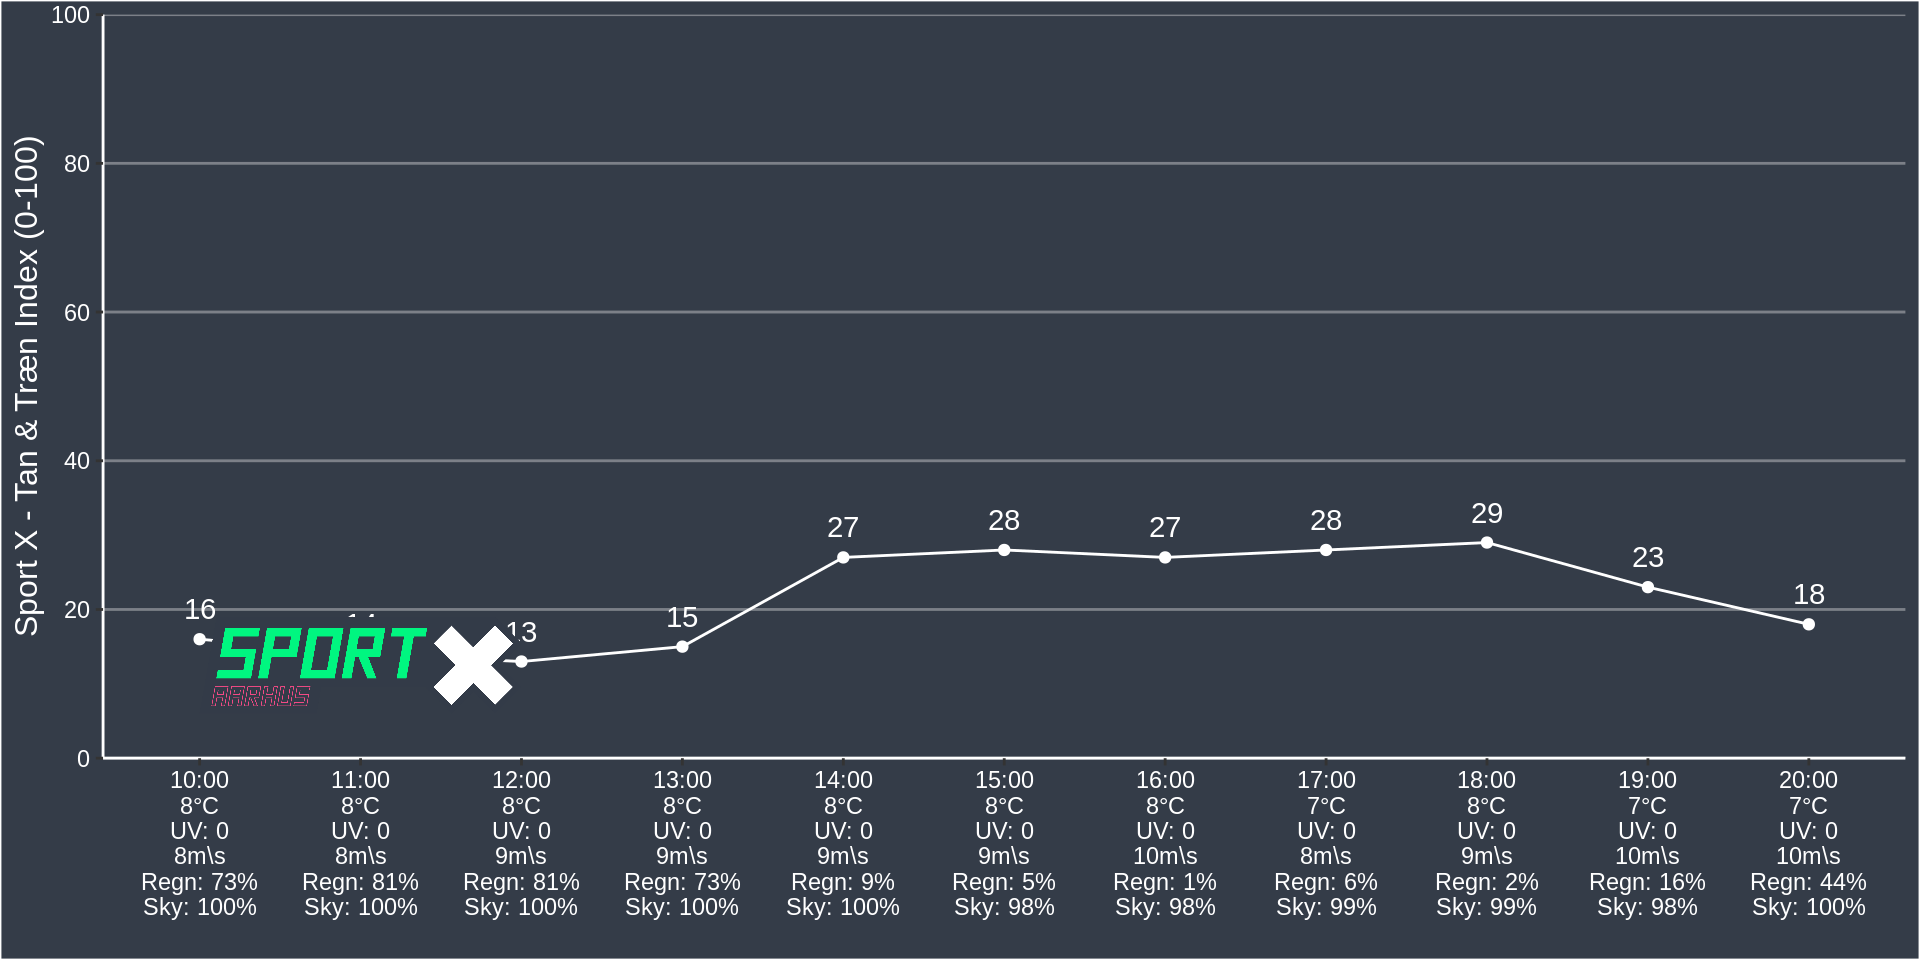 Sport X - Tan & Træn Index (0-100)
100
80
60
40
20
0
16
13
15
27
28
27
28
29
23
18
SPORT X
AARHUS
10:00 11:00 12:00 13:00 14:00 15:00 16:00 17:00 18:00 19:00 20:00
8°C 8°C 8°C 8°C 8°C 8°C 8°C 7°C 8°C 7°C 7°C
UV: 0 UV: 0 UV: 0 UV: 0 UV: 0 UV: 0 UV: 0 UV: 0 UV: 0 UV: 0 UV: 0
8m\s 8m\s 9m\s 9m\s 9m\s 9m\s 10m\s 8m\s 9m\s 10m\s 10m\s
Regn: 73% Regn: 81% Regn: 81% Regn: 73% Regn: 9% Regn: 5% Regn: 1% Regn: 6% Regn: 2% Regn: 16% Regn: 44%
Sky: 100% Sky: 100% Sky: 100% Sky: 100% Sky: 100% Sky: 98% Sky: 98% Sky: 99% Sky: 99% Sky: 98% Sky: 100%